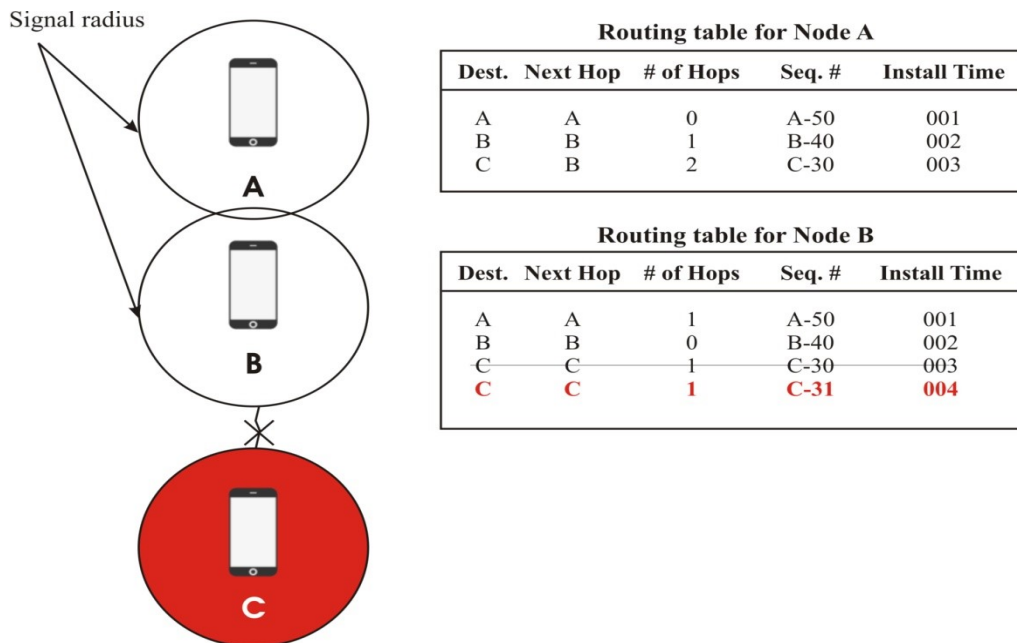 Signal radius
A
B
C
Routing table for Node A
Dest. Next Hop # of Hops Seq. # Install Time
A A 0 A-50 001
B B 1 B-40 002
C B 2 C-30 003
Routing table for Node B
Dest. Next Hop # of Hops Seq. # Install Time
A A 1 A-50 001
B B 0 B-40 002
C C 1 C-30 003
C C 1 C-31 004